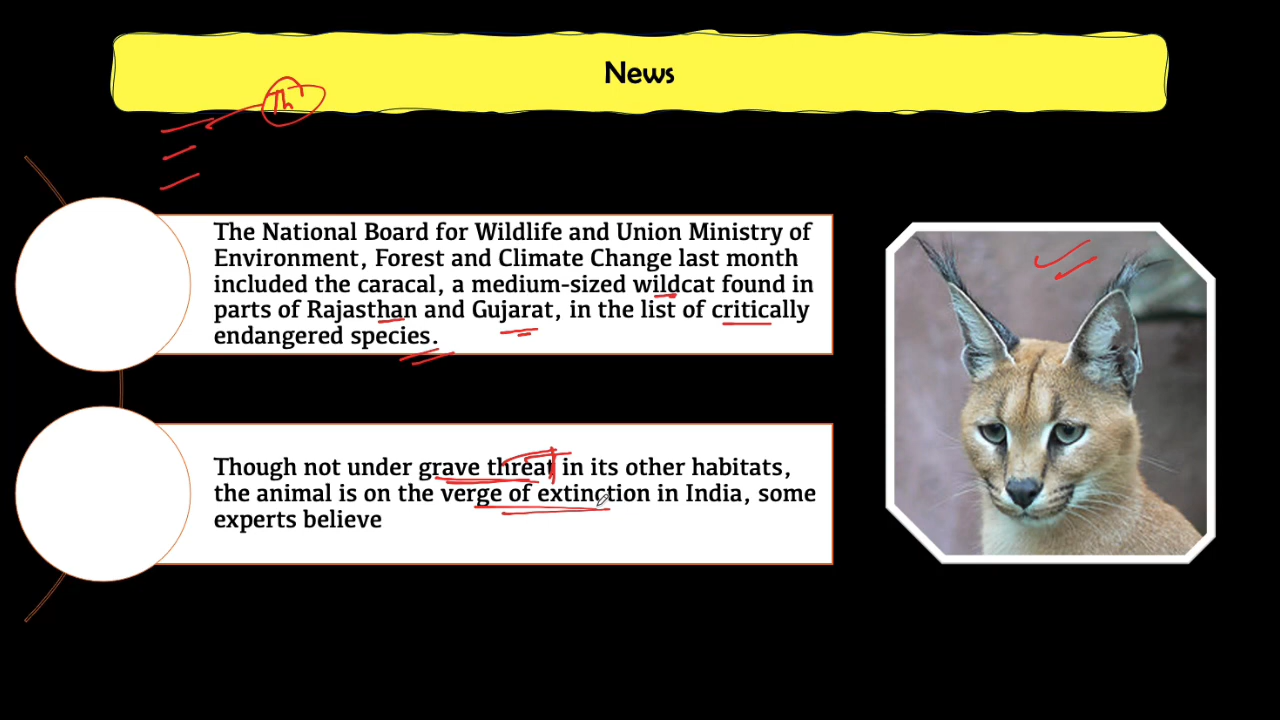 News
Th
The National Board for Wildlife and Union Ministry of
Environment, Forest and Climate Change last month
included the caracal, a medium-sized wildcat found in
parts of Rajasthan and Gujarat, in the list of critically
endangered species.
Though not under grave threat in its other habitats,
the animal is on the verge of extinction in India, some
experts believe